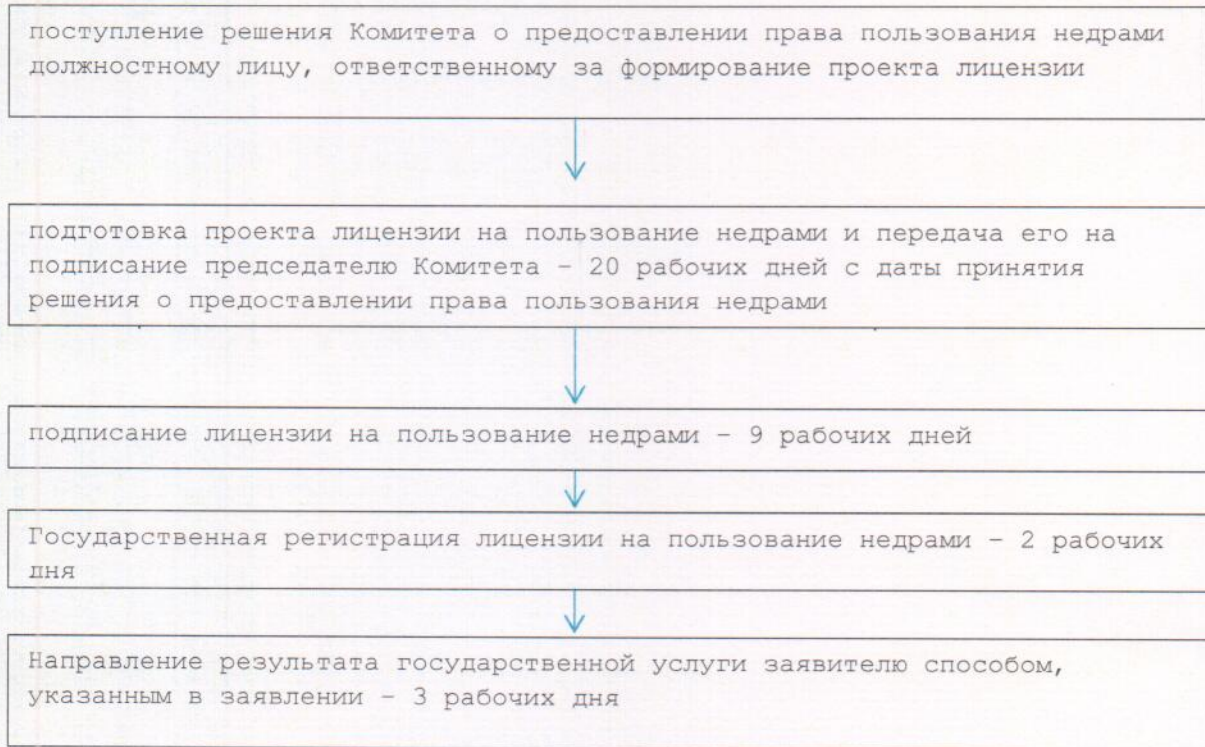 поступление решения Комитета о предоставлении права пользования недрами
должностному лицу, ответственному за формирование проекта лицензии
подготовка проекта лицензии на пользование недрами и передача его на
подписание председателю Комитета – 20 рабочих дней с даты принятия
решения о предоставлении права пользования недрами
подписание лицензии на пользование недрами – 9 рабочих дней
Государственная регистрация лицензии на пользование недрами – 2 рабочих
дня
Направление результата государственной услуги заявителю способом,
указанным в заявлении – 3 рабочих дня